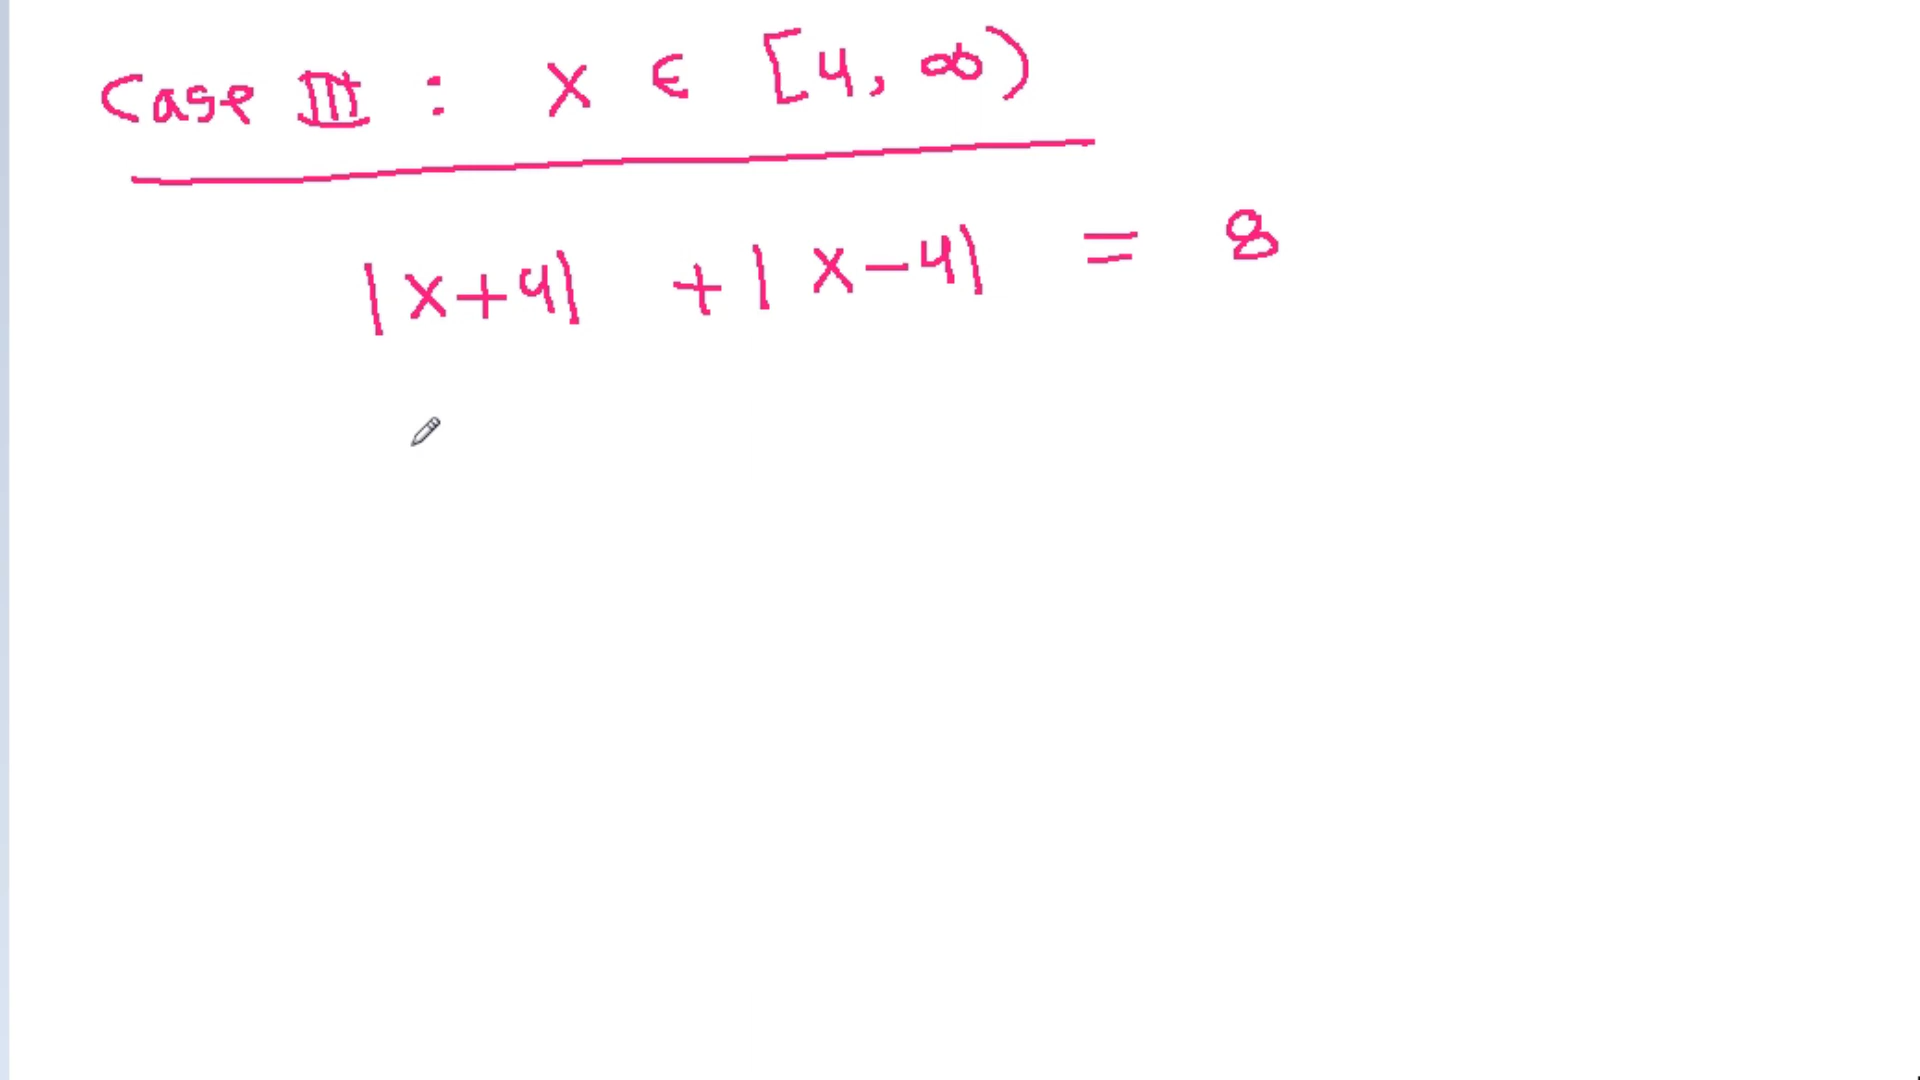 Case III : x ∈ [4, ∞)
|x+4| + |x-4| = 8